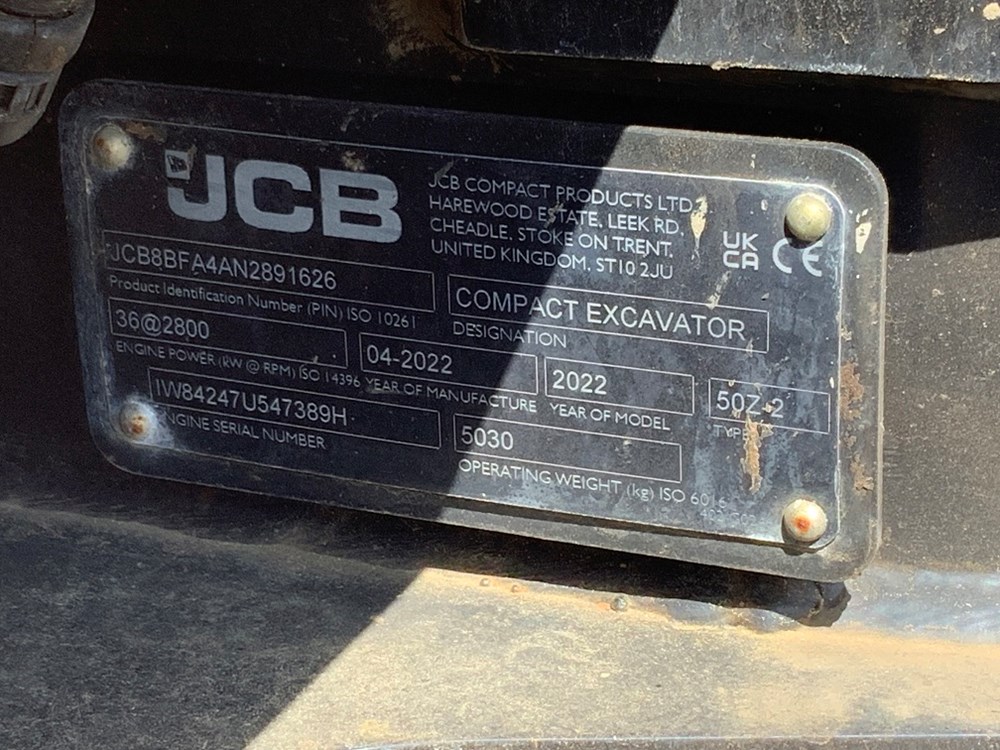 JCB
JCB COMPACT PRODUCTS LTD
HAREWOOD ESTATE, LEEK RD,
CHEADLE, STOKE ON TRENT,
UNITED KINGDOM, ST10 2JU
UK
CA
CE
JCB8BFA4AN2891626
Product Identification Number (PIN) ISO 10261
COMPACT EXCAVATOR
DESIGNATION
36@2800
ENGINE POWER (kW @ RPM) ISO 14396
04-2022
YEAR OF MANUFACTURE
2022
YEAR OF MODEL
50Z-2
TYPE
1W84247U547389H
ENGINE SERIAL NUMBER
5030
OPERATING WEIGHT (kg) ISO 6016